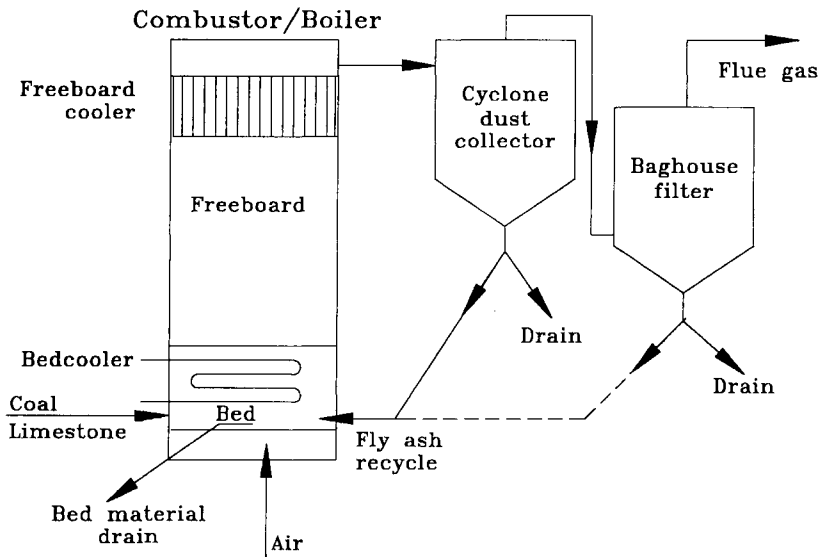 Combustor/Boiler
Freeboard
cooler
Cyclone
dust
collector
Flue gas
Baghouse
filter
Freeboard
Drain
Bedcooler
Drain
Coal
Limestone
Bed
Fly ash
recycle
Bed material
drain
Air